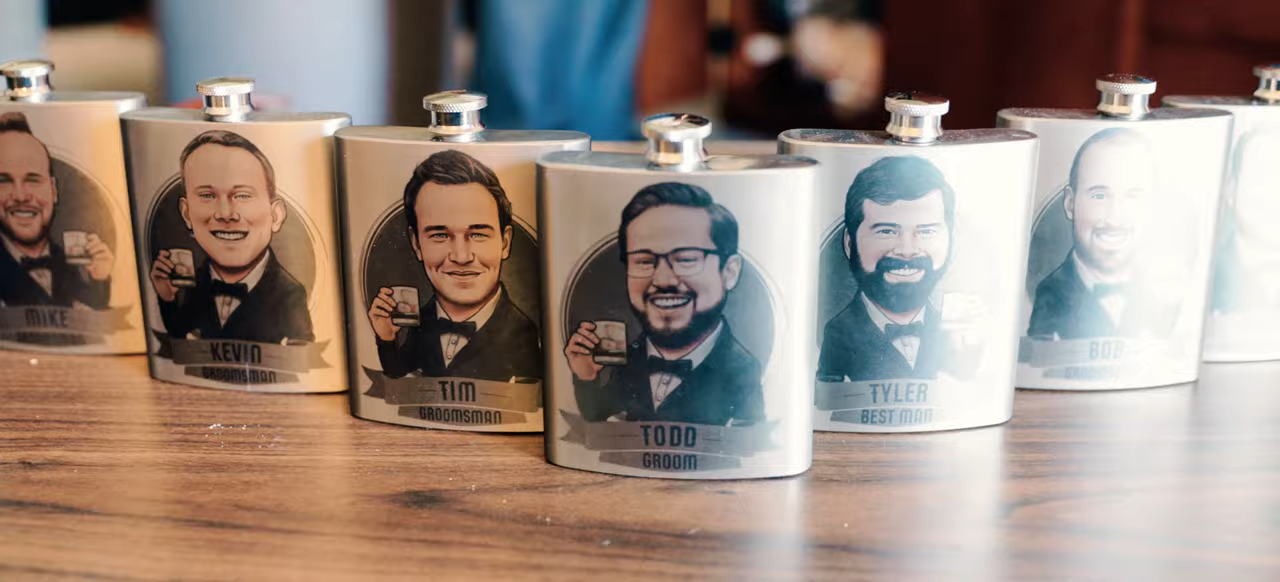 MIKE
KEVIN
GROOMSMAN
TIM
GROOMSMAN
TODD
GROOM
TYLER
BEST MAN
BOB